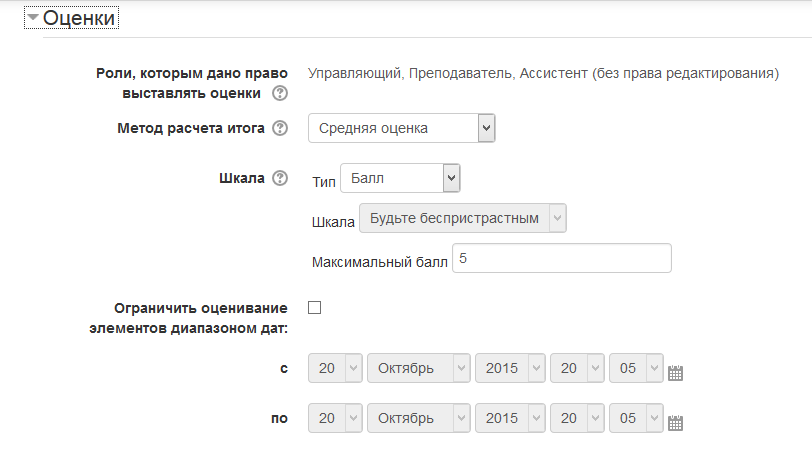 Оценки
Роли, которым дано право
выставлять оценки
Управляющий, Преподаватель, Ассистент (без права редактирования)
Метод расчета итога
Средняя оценка
Шкала
Тип Балл
Шкала Будьте беспристрастным
Максимальный балл 5
Ограничить оценивание
элементов диапазоном дат:
с 20 Октябрь 2015 20 05
по 20 Октябрь 2015 20 05